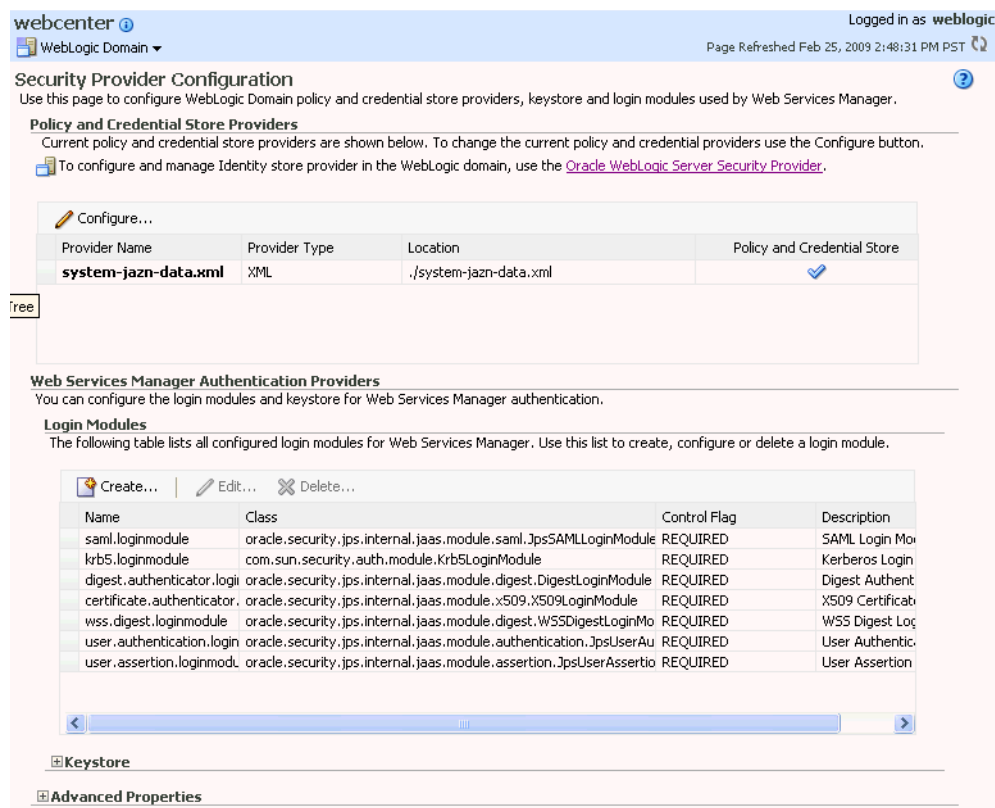 webcenter
Logged in as weblogic
WebLogic Domain
Page Refreshed Feb 25, 2009 2:48:31 PM PST
Security Provider Configuration
Use this page to configure WebLogic Domain policy and credential store providers, keystore and login modules used by Web Services Manager.
Policy and Credential Store Providers
Current policy and credential store providers are shown below. To change the current policy and credential providers use the Configure button.
To configure and manage Identity store provider in the WebLogic domain, use the Oracle WebLogic Server Security Provider.
Configure...
Provider Name Provider Type Location Policy and Credential Store
system-jazn-data.xml XML ./system-jazn-data.xml
Tree
Web Services Manager Authentication Providers
You can configure the login modules and keystore for Web Services Manager authentication.
Login Modules
The following table lists all configured login modules for Web Services Manager. Use this list to create, configure or delete a login module.
Create... Edit... Delete...
Name Class Control Flag Description
saml.loginmodule oracle.security.jps.internal.jaas.module.saml.JpsSAMLLoginModule REQUIRED SAML Login Mo
krb5.loginmodule com.sun.security.auth.module.Krb5LoginModule REQUIRED Kerberos Login
digest.authenticator.logi oracle.security.jps.internal.jaas.module.digest.DigestLoginModule REQUIRED Digest Authent
certificate.authenticator. oracle.security.jps.internal.jaas.module.x509.X509LoginModule REQUIRED X509 Certificat
wss.digest.loginmodule oracle.security.jps.internal.jaas.module.digest.WSSDigestLoginMo REQUIRED WSS Digest Log
user.authentication.login oracle.security.jps.internal.jaas.module.authentication.JpsUserAu REQUIRED User Authentic
user.assertion.loginmodu oracle.security.jps.internal.jaas.module.assertion.JpsUserAssertio REQUIRED User Assertion
Keystore
Advanced Properties